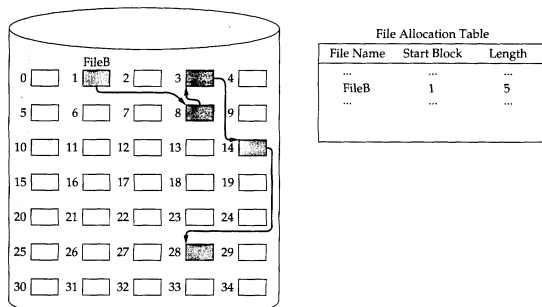 FileB
0 1 2 3 4
5 6 7 8 9
10 11 12 13 14
15 16 17 18 19
20 21 22 23 24
25 26 27 28 29
30 31 32 33 34
File Allocation Table
File Name Start Block Length
... ... ...
FileB 1 5
... ... ...